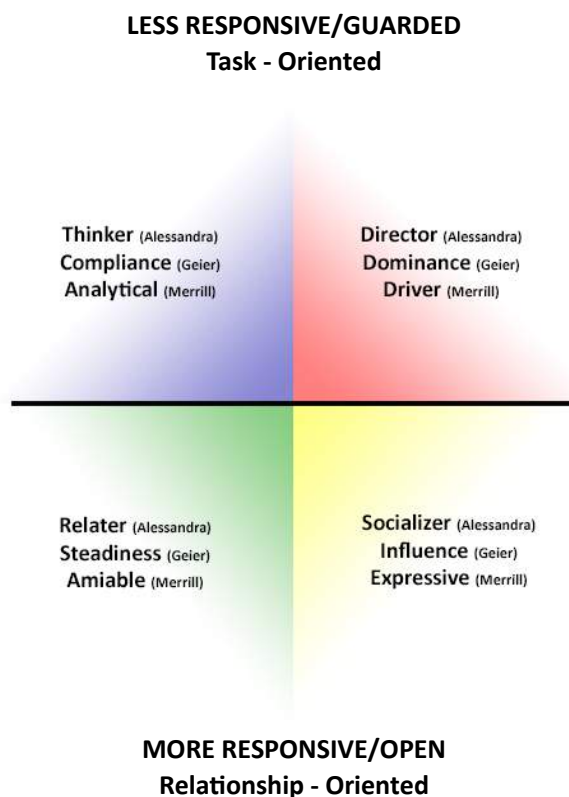 LESS RESPONSIVE/GUARDED
Task - Oriented
Thinker (Alessandra)
Compliance (Geier)
Analytical (Merrill)
Director (Alessandra)
Dominance (Geier)
Driver (Merrill)
Relater (Alessandra)
Steadiness (Geier)
Amiable (Merrill)
Socializer (Alessandra)
Influence (Geier)
Expressive (Merrill)
MORE RESPONSIVE/OPEN
Relationship - Oriented